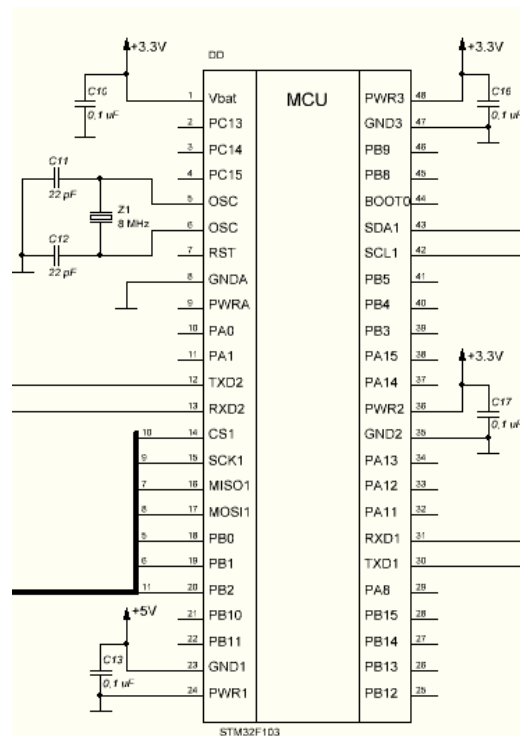 +3.3V
DD
+3.3V
C10
0,1 uF
1 Vbat
MCU
PWR3 48
C16
0,1 uF
2 PC13
GND3 47
3 PC14
PB9 46
4 PC15
PB8 45
C11
22 pF
5 OSC
BOOT0 44
Z1
8 MHz
6 OSC
SDA1 43
C12
22 pF
7 RST
SCL1 42
8 GNDA
PB5 41
9 PWRA
PB4 40
10 PA0
PB3 39
11 PA1
PA15 38
+3.3V
12 TXD2
PA14 37
13 RXD2
PWR2 36
C17
0,1 uF
10 14 CS1
GND2 35
9 15 SCK1
PA13 34
7 16 MISO1
PA12 33
8 17 MOSI1
PA11 32
5 18 PB0
RXD1 31
6 19 PB1
TXD1 30
11 20 PB2
PA8 29
+5V
21 PB10
PB15 28
22 PB11
PB14 27
C13
0,1 uF
23 GND1
PB13 26
24 PWR1
PB12 25
STM32F103